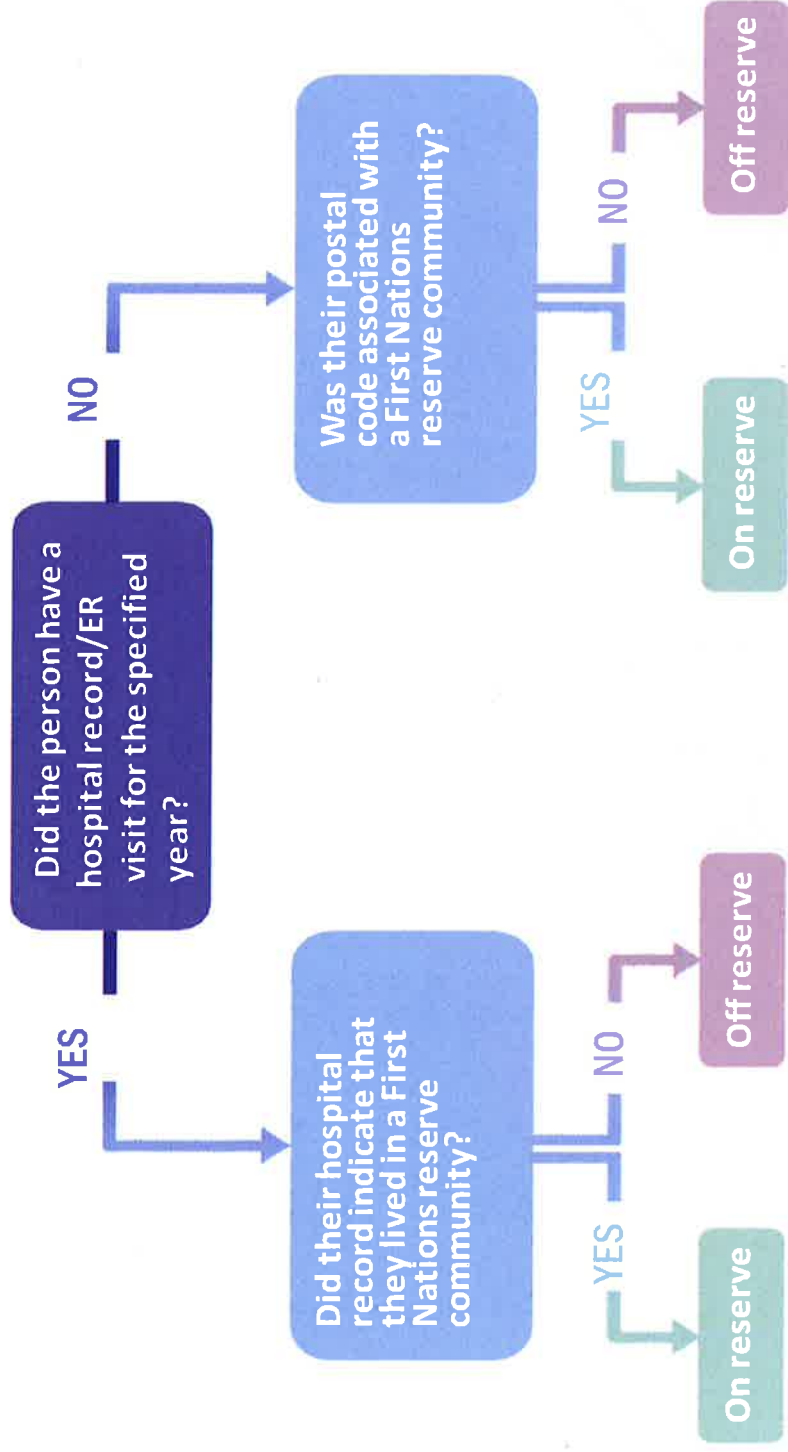 Did the person have a
hospital record/ER
visit for the specified
year?
YES
NO
Did their hospital
record indicate that
they lived in a First
Nations reserve
community?
Was their postal
code associated with
a First Nations
reserve community?
YES
NO
YES
NO
On reserve
Off reserve
On reserve
Off reserve